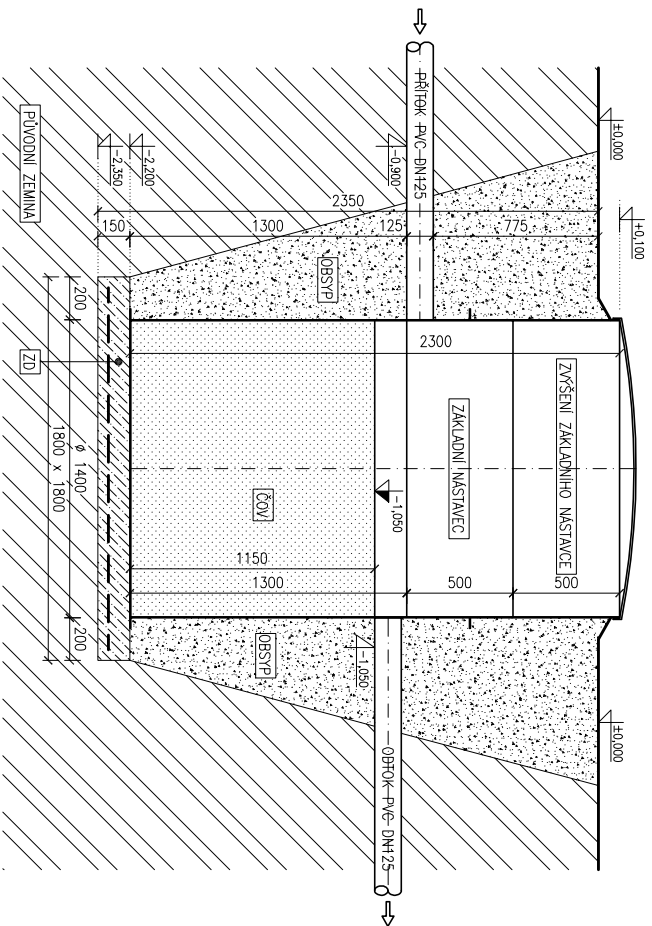 ±0,000
+0,100
±0,000
PŘÍTOK PVC DN125
-0,900
-2,200
-2,350
PŮVODNÍ ZEMINA
2350
150
1300
125
775
OBSYP
200
ZD
2300
ZVÝŠENÍ ZÁKLADNÍHO NÁSTAVCE
ZÁKLADNÍ NÁSTAVEC
ČOV
-1,050
ø 1400
1800 x 1800
1150
1300
500
500
200
OBSYP
-1,050
ODTOK PVC DN125